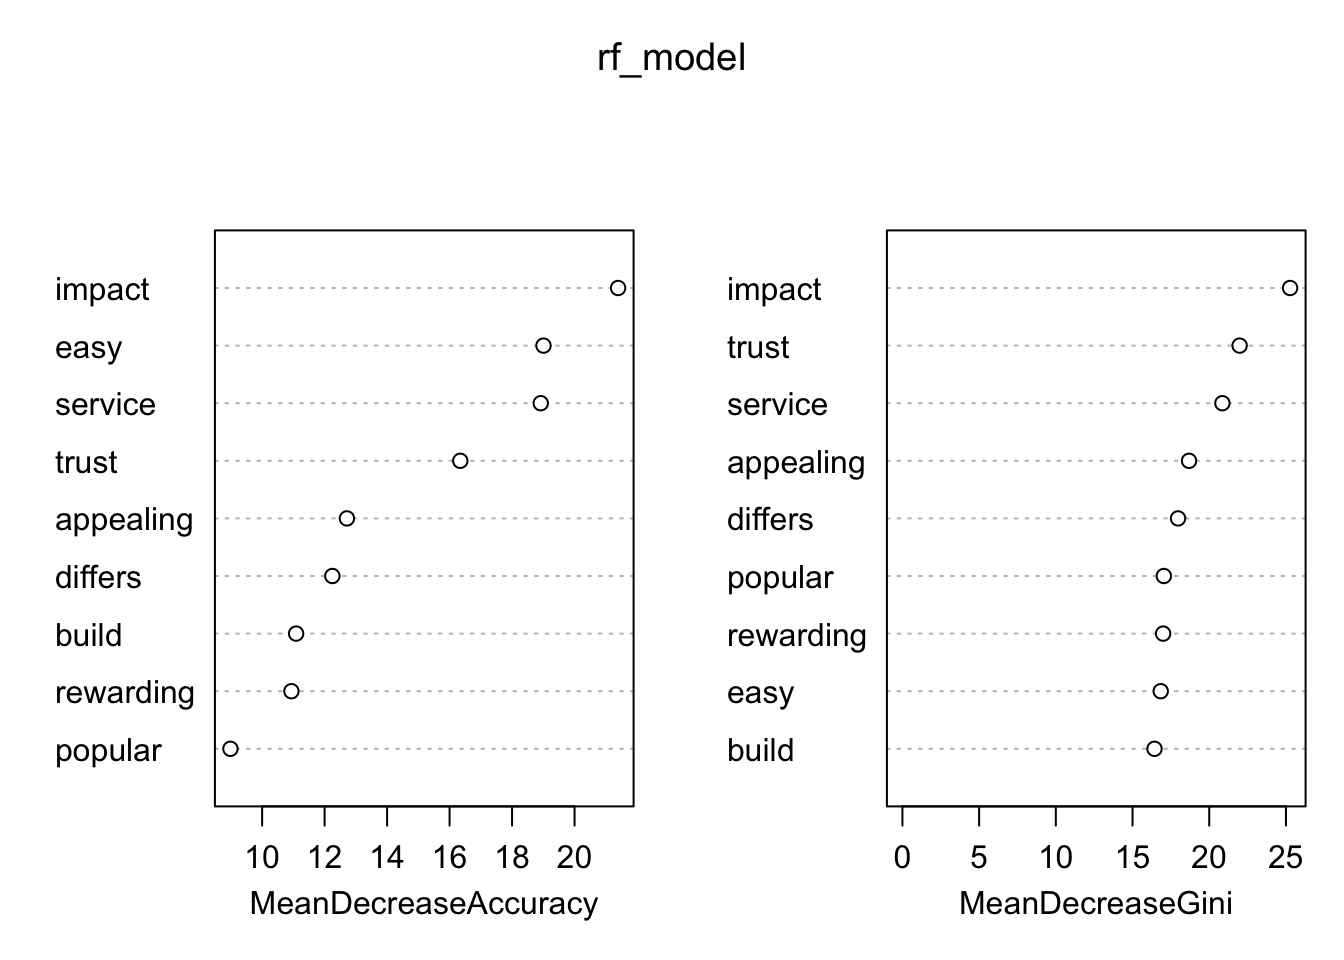 rf_model
impact
easy
service
trust
appealing
differs
build
rewarding
popular
10 12 14 16 18 20
MeanDecreaseAccuracy
impact
trust
service
appealing
differs
popular
rewarding
easy
build
0 5 10 15 20 25
MeanDecreaseGini